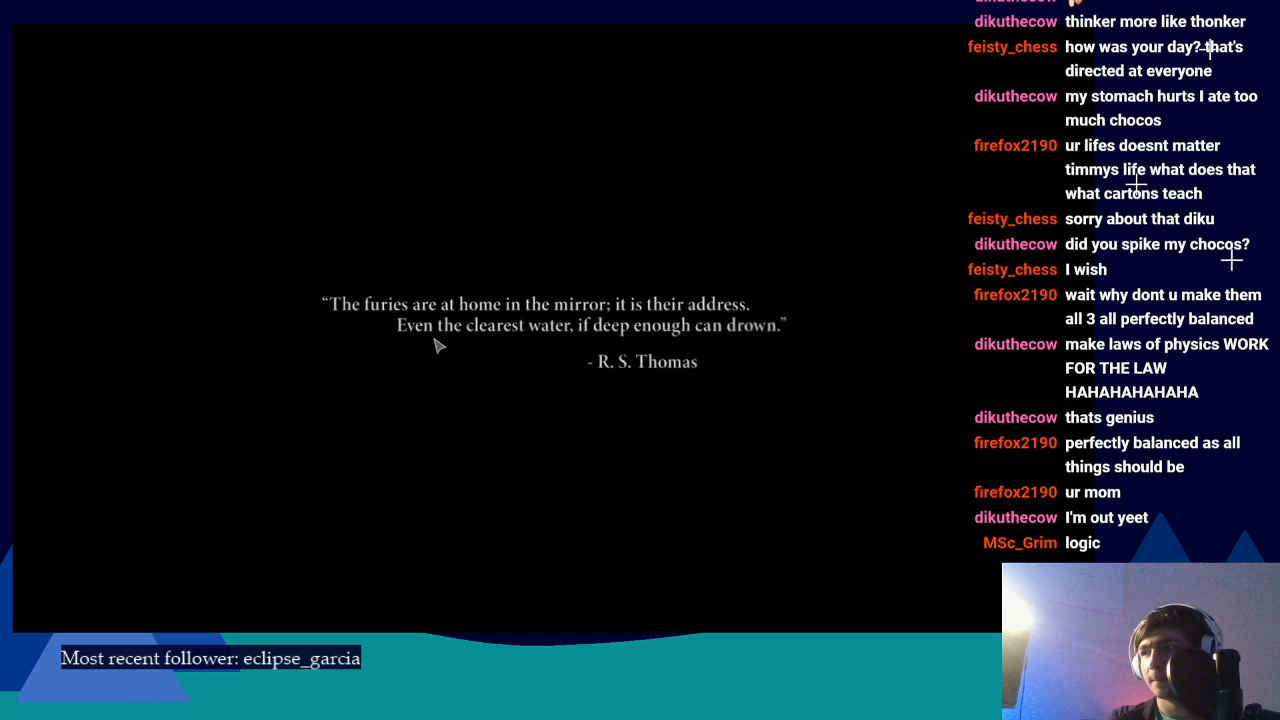 “The furies are at home in the mirror; it is their address.
Even the clearest water, if deep enough can drown.”
- R. S. Thomas
dikuthecow thinker more like thonker
feisty_chess how was your day? that's
directed at everyone
dikuthecow my stomach hurts I ate too
much chocos
firefox2190 ur lifes doesnt matter
timmys life what does that
what cartons teach
feisty_chess sorry about that diku
dikuthecow did you spike my chocos?
feisty_chess I wish
firefox2190 wait why dont u make them
all 3 all perfectly balanced
dikuthecow make laws of physics WORK
FOR THE LAW
HAHAHAHAHAHA
dikuthecow thats genius
firefox2190 perfectly balanced as all
things should be
firefox2190 ur mom
dikuthecow I'm out yeet
MSc_Grim logic
Most recent follower: eclipse_garcia